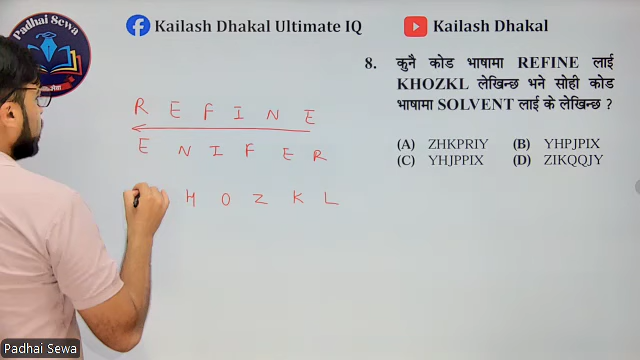 Padhai Sewa
Kailash Dhakal Ultimate IQ
Kailash Dhakal
8. कुनै कोड भाषामा REFINE लाई
KHOZKL लेखिन्छ भने सोही कोड
भाषामा SOLVENT लाई के लेखिन्छ ?
(A) ZHKPRIY (B) YHPJPIX
(C) YHJPPIX (D) ZIKQQJY
R E F I N E
E N I F E R
H O Z K L
Padhai Sewa